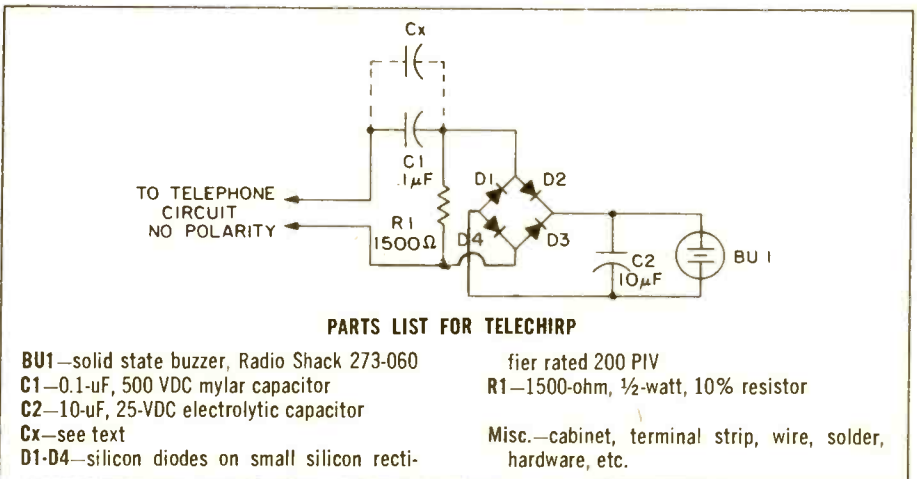 Cx
C1
.1µF
TO TELEPHONE
CIRCUIT
NO POLARITY
R1
1500Ω
D1
D2
D4
D3
C2
10µF
BU 1
PARTS LIST FOR TELECHIRP
BU1—solid state buzzer, Radio Shack 273-060
C1—0.1-uF, 500 VDC mylar capacitor
C2—10-uF, 25-VDC electrolytic capacitor
Cx—see text
D1-D4—silicon diodes on small silicon recti-
fier rated 200 PIV
R1—1500-ohm, ½-watt, 10% resistor
Misc.—cabinet, terminal strip, wire, solder,
hardware, etc.